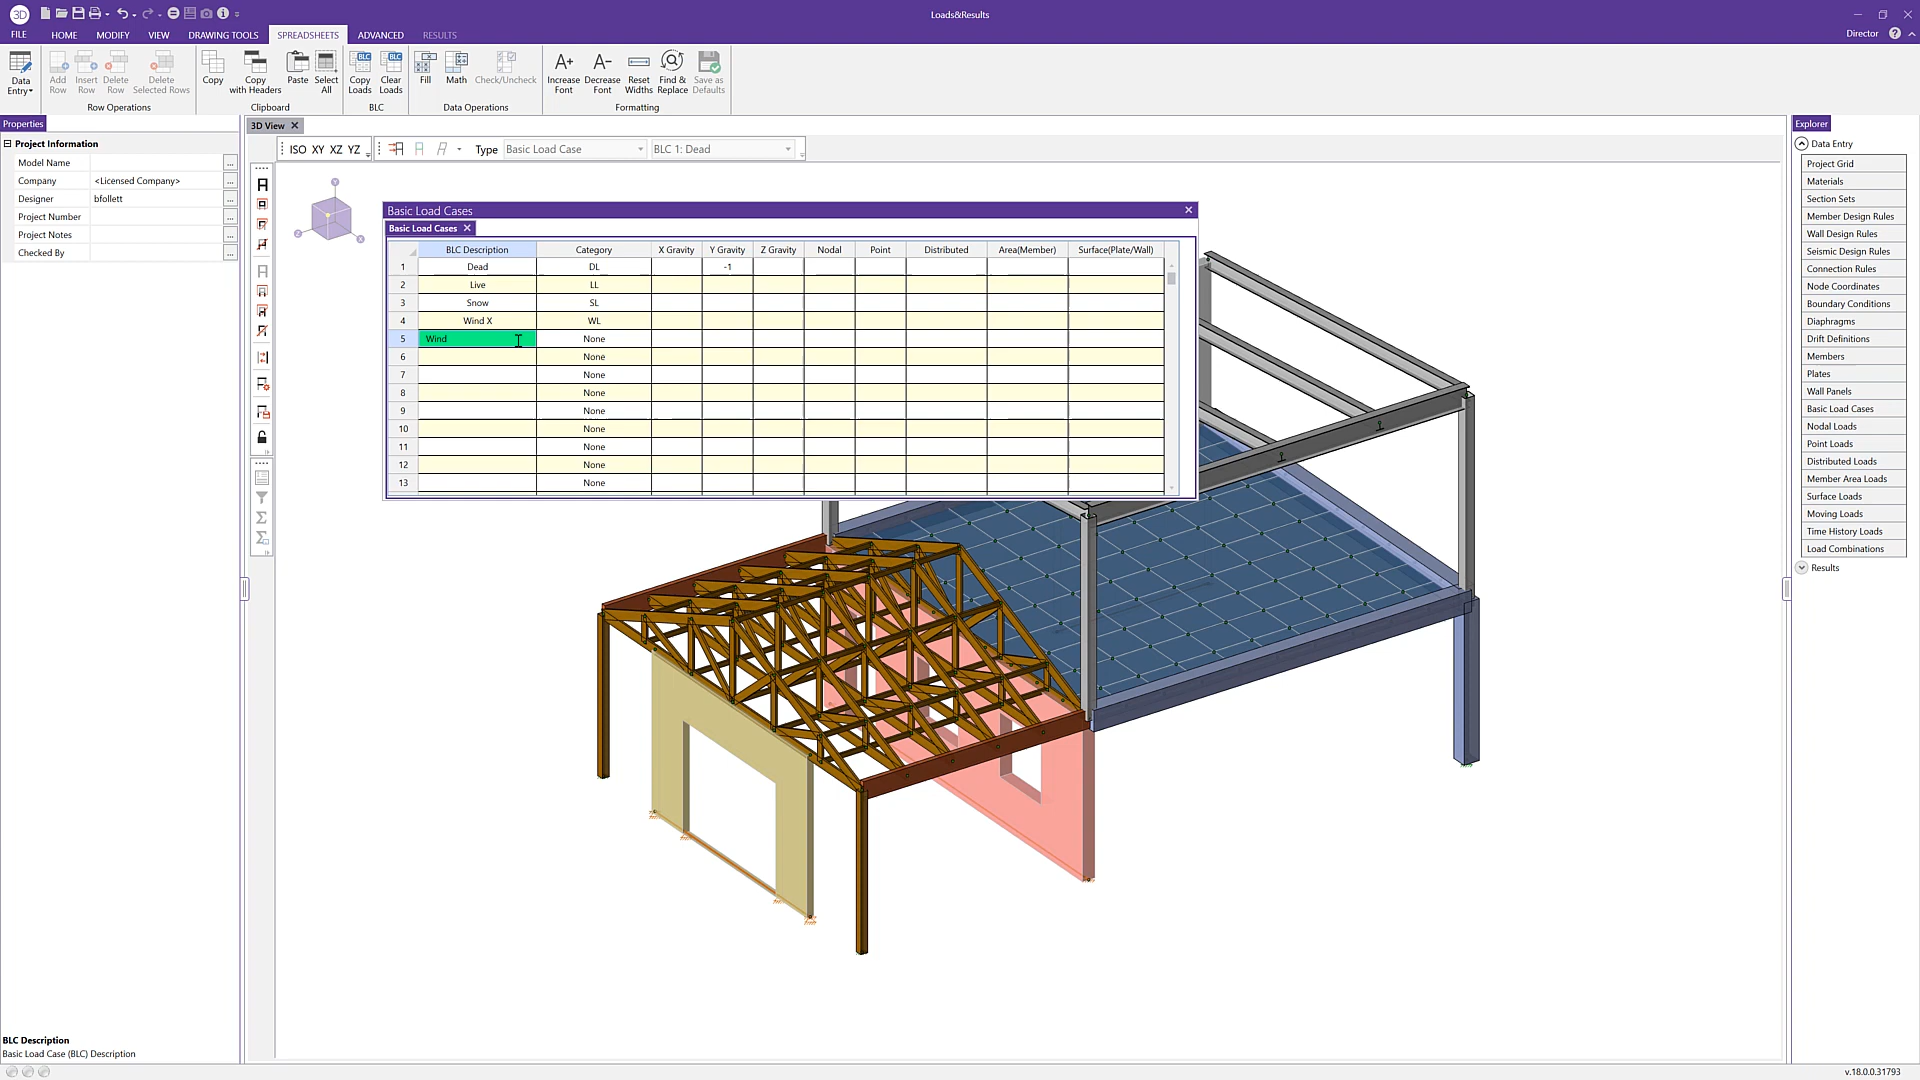 3D
Loads&Results
FILE HOME MODIFY VIEW DRAWING TOOLS SPREADSHEETS ADVANCED RESULTS
Director
Data Entry
Add Row
Insert Row
Delete Row
Delete Selected Rows
Row Operations
Copy
Copy with Headers
Paste
Select All
Clipboard
BLC
Copy Loads
BLC
Clear Loads
BLC
Fill
Math
Check/Uncheck
Data Operations
A+
Increase Font
A-
Decrease Font
Reset Widths
Find & Replace
Save as Defaults
Formatting
Properties
Project Information
Model Name ...
Company <Licensed Company> ...
Designer bfollett ...
Project Number ...
Project Notes ...
Checked By ...
BLC Description
Basic Load Case (BLC) Description
3D View
ISO XY XZ YZ Type Basic Load Case BLC 1: Dead
Basic Load Cases
Basic Load Cases
BLC Description Category X Gravity Y Gravity Z Gravity Nodal Point Distributed Area(Member) Surface(Plate/Wall)
1 Dead DL -1
2 Live LL
3 Snow SL
4 Wind X WL
5 Wind None
6 None
7 None
8 None
9 None
10 None
11 None
12 None
13 None
Explorer
Data Entry
Project Grid
Materials
Section Sets
Member Design Rules
Wall Design Rules
Seismic Design Rules
Connection Rules
Node Coordinates
Boundary Conditions
Diaphragms
Drift Definitions
Members
Plates
Wall Panels
Basic Load Cases
Nodal Loads
Point Loads
Distributed Loads
Member Area Loads
Surface Loads
Moving Loads
Time History Loads
Load Combinations
Results
v.18.0.0.31793